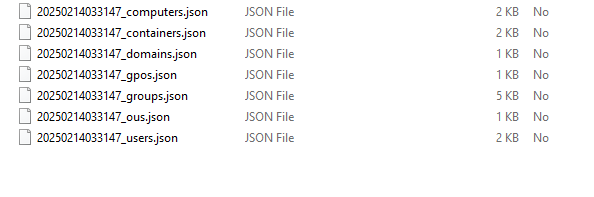 20250214033147_computers.json JSON File 2 KB No
20250214033147_containers.json JSON File 2 KB No
20250214033147_domains.json JSON File 1 KB No
20250214033147_gpos.json JSON File 1 KB No
20250214033147_groups.json JSON File 5 KB No
20250214033147_ous.json JSON File 1 KB No
20250214033147_users.json JSON File 2 KB No